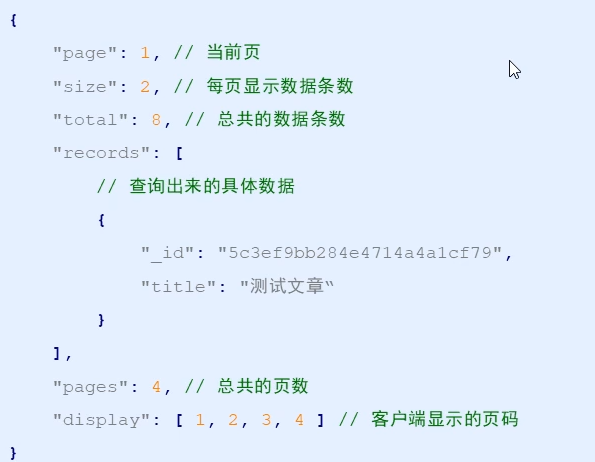 {
"page": 1, // 当前页
"size": 2, // 每页显示数据条数
"total": 8, // 总共的数据条数
"records": [
// 查询出来的具体数据
{
"_id": "5c3ef9bb284e4714a4a1cf79",
"title": "测试文章“
}
],
"pages": 4, // 总共的页数
"display": [ 1, 2, 3, 4 ] // 客户端显示的页码
}